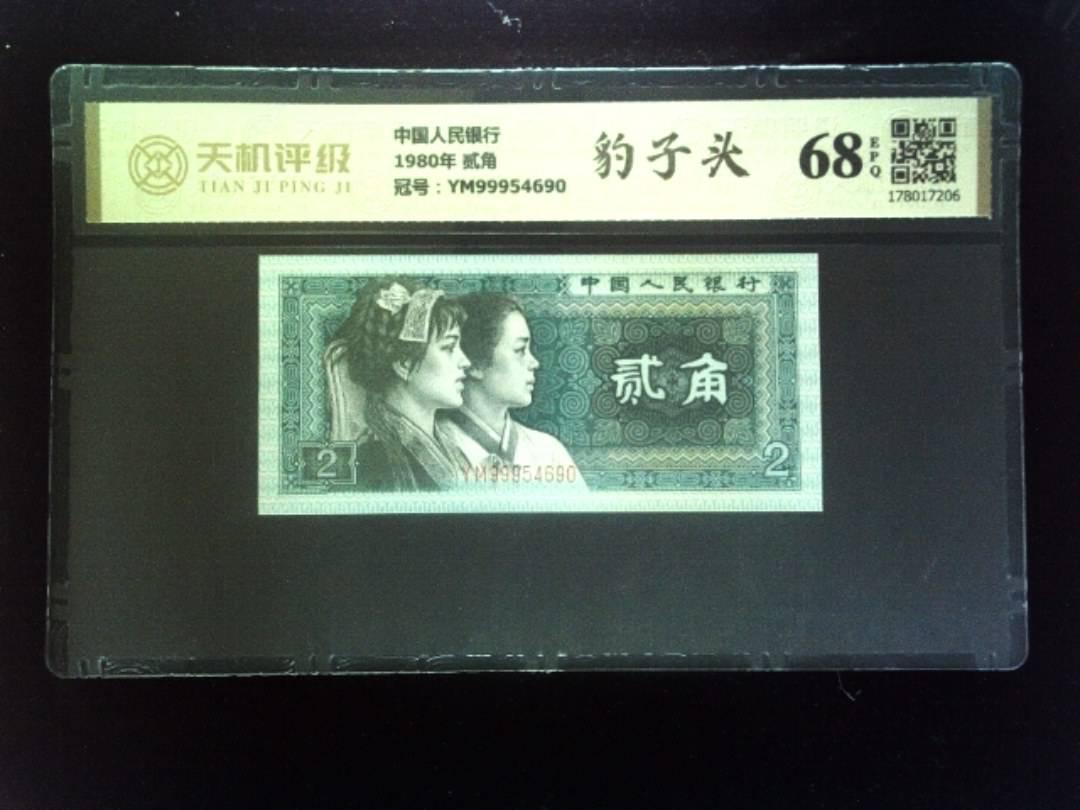 天机评级
TIAN JI PING JI
中国人民银行
1980年 贰角
冠号：YM99954690
豹子头
68
EPQ
178017206
中国人民银行
贰角
2
YM99954690
2